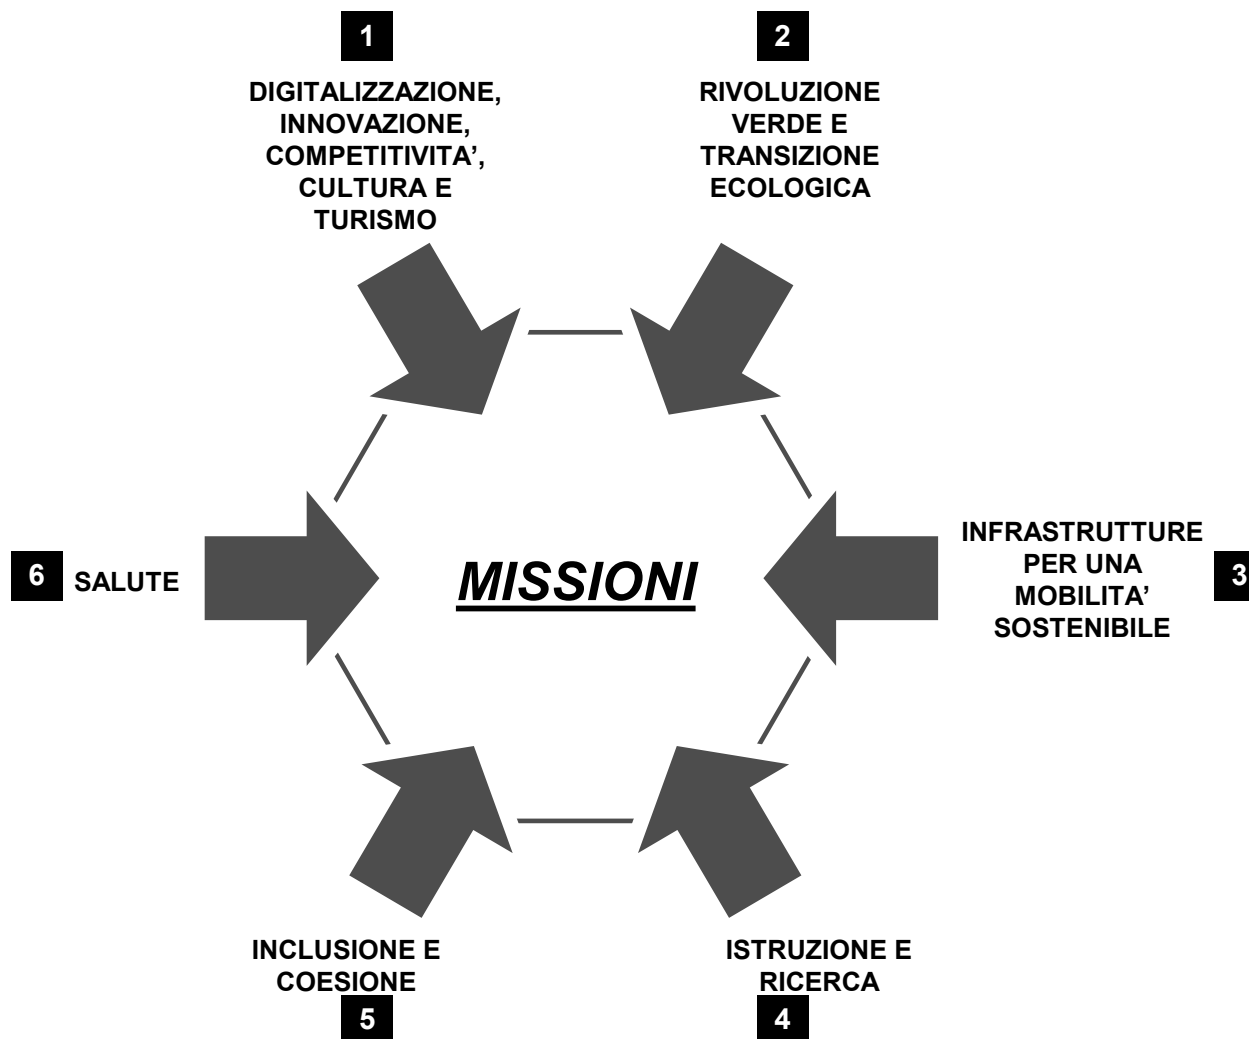 1
DIGITALIZZAZIONE,
INNOVAZIONE,
COMPETITIVITA’,
CULTURA E
TURISMO
2
RIVOLUZIONE
VERDE E
TRANSIZIONE
ECOLOGICA
INFRASTRUTTURE
PER UNA
MOBILITA’
SOSTENIBILE
3
MISSIONI
6
SALUTE
INCLUSIONE E
COESIONE
5
ISTRUZIONE E
RICERCA
4